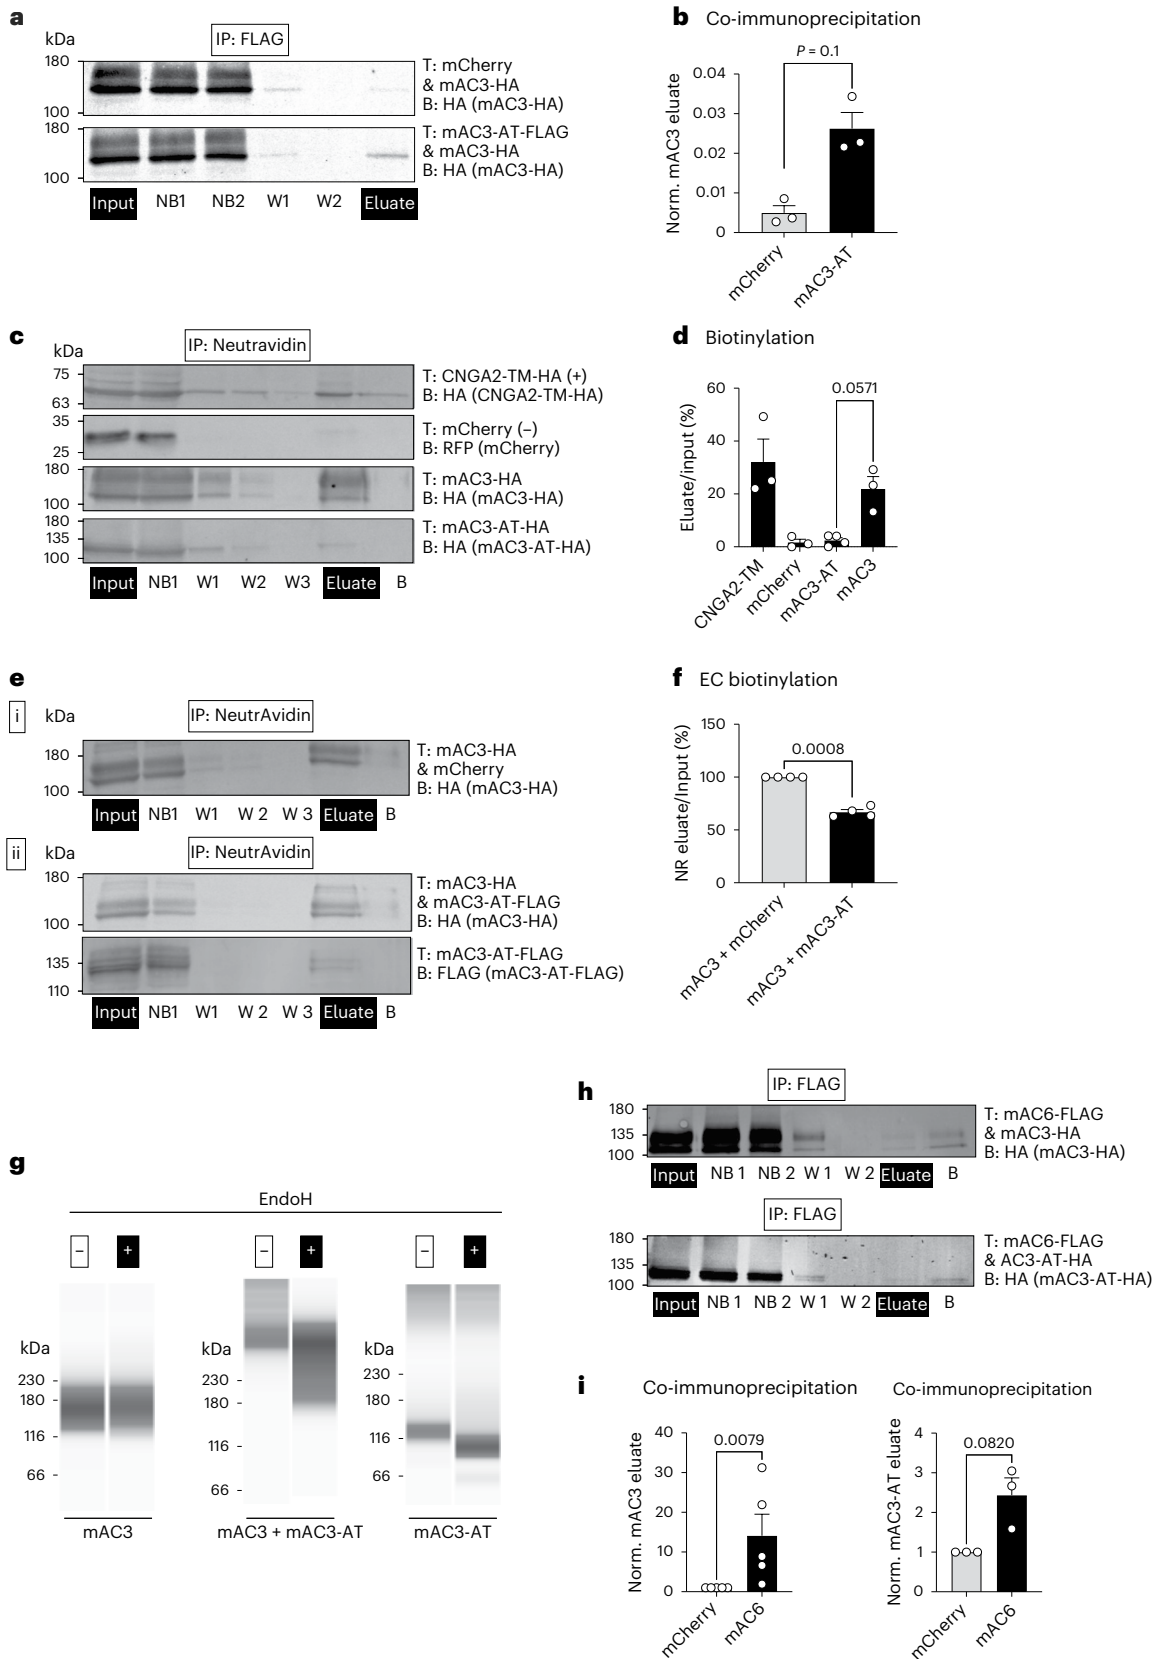 a
kDa
IP: FLAG
180
100
T: mCherry
& mAC3-HA
B: HA (mAC3-HA)
180
100
T: mAC3-AT-FLAG
& mAC3-HA
B: HA (mAC3-HA)
Input NB1 NB2 W1 W2 Eluate
b Co-immunoprecipitation
P = 0.1
Norm. mAC3 eluate
0.04
0.03
0.02
0.01
0
mCherry
mAC3-AT
c
kDa
IP: Neutravidin
75
63
T: CNGA2-TM-HA (+)
B: HA (CNGA2-TM-HA)
35
25
T: mCherry (–)
B: RFP (mCherry)
180
100
T: mAC3-HA
B: HA (mAC3-HA)
180
135
100
T: mAC3-AT-HA
B: HA (mAC3-AT-HA)
Input NB1 W1 W2 W3 Eluate B
d Biotinylation
0.0571
Eluate/input (%)
60
40
20
0
CNGA2-TM
mCherry
mAC3-AT
mAC3
e
i
kDa
IP: NeutrAvidin
180
100
T: mAC3-HA
& mCherry
B: HA (mAC3-HA)
Input NB1 W1 W 2 W 3 Eluate B
ii
kDa
IP: NeutrAvidin
180
100
T: mAC3-HA
& mAC3-AT-FLAG
B: HA (mAC3-HA)
135
110
T: mAC3-AT-FLAG
B: FLAG (mAC3-AT-FLAG)
Input NB1 W1 W 2 W 3 Eluate B
f EC biotinylation
0.0008
NR eluate/Input (%)
150
100
50
0
mAC3 + mCherry
mAC3 + mAC3-AT
g
EndoH
– +
– +
– +
kDa
230
180
116
66
mAC3
kDa
230
180
116
66
mAC3 + mAC3-AT
kDa
230
180
116
66
mAC3-AT
h
IP: FLAG
180
135
100
T: mAC6-FLAG
& mAC3-HA
B: HA (mAC3-HA)
Input NB 1 NB 2 W 1 W 2 Eluate B
IP: FLAG
180
135
100
T: mAC6-FLAG
& AC3-AT-HA
B: HA (mAC3-AT-HA)
Input NB 1 NB 2 W 1 W 2 Eluate B
i
Co-immunoprecipitation
0.0079
Norm. mAC3 eluate
40
30
20
10
0
mCherry
mAC6
Co-immunoprecipitation
0.0820
Norm. mAC3-AT eluate
4
3
2
1
0
mCherry
mAC6